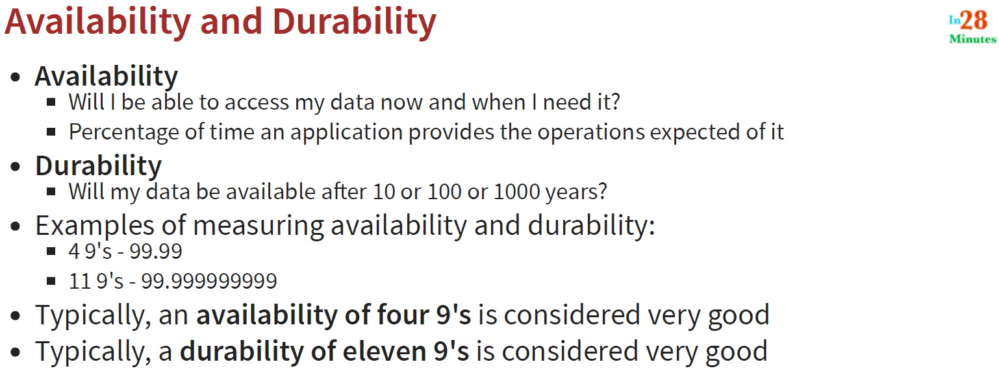 Availability and Durability
In28
Minutes
Availability
Will I be able to access my data now and when I need it?
Percentage of time an application provides the operations expected of it
Durability
Will my data be available after 10 or 100 or 1000 years?
Examples of measuring availability and durability:
4 9's - 99.99
11 9's - 99.999999999
Typically, an availability of four 9's is considered very good
Typically, a durability of eleven 9's is considered very good